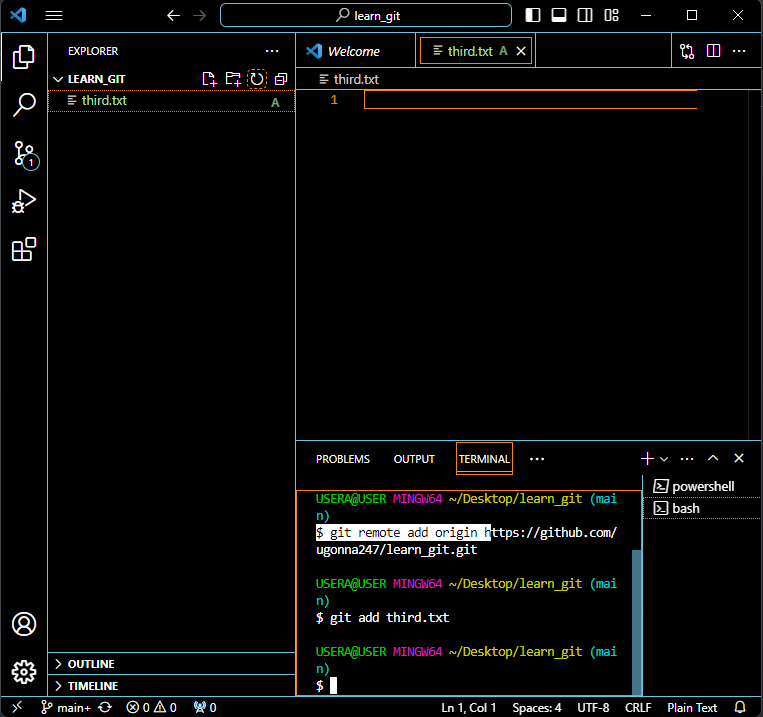 learn_git
EXPLORER
LEARN_GIT
third.txt A
1
OUTLINE
TIMELINE
Welcome
third.txt A
third.txt
1
PROBLEMS OUTPUT TERMINAL
powershell
bash
USERA@USER MINGW64 ~/Desktop/learn_git (mai
n)
$ git remote add origin https://github.com/
ugonna247/learn_git.git
USERA@USER MINGW64 ~/Desktop/learn_git (mai
n)
$ git add third.txt
USERA@USER MINGW64 ~/Desktop/learn_git (mai
n)
$
main+ 0 0 0 Ln 1, Col 1 Spaces: 4 UTF-8 CRLF Plain Text